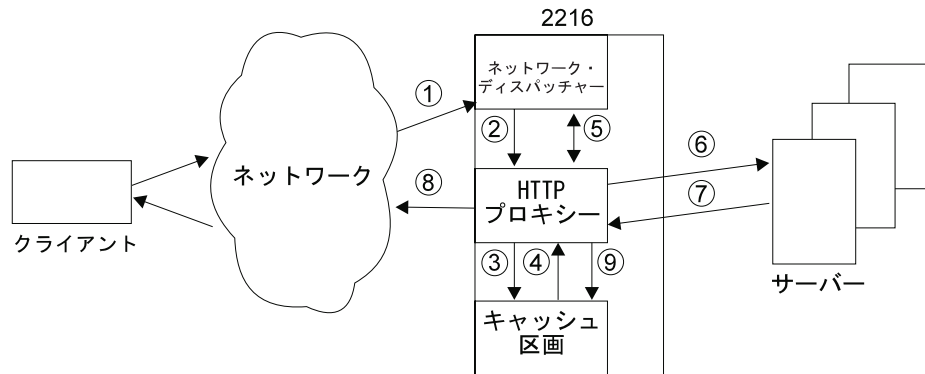 2216
ネットワーク・
ディスパッチャー
①
②
⑤
⑥
ネットワーク
⑧
HTTP
プロキシー
⑦
クライアント
③
④
⑨
サーバー
キャッシュ
区画